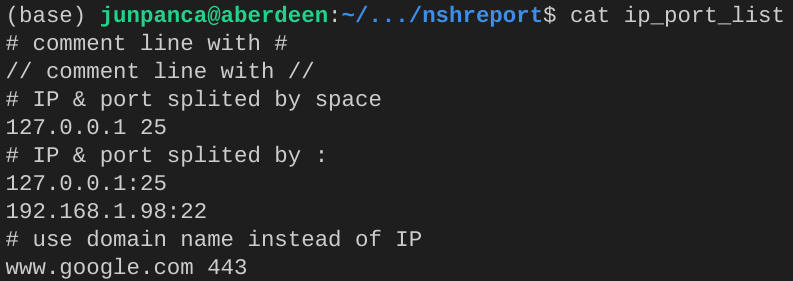 (base) junpanca@aberdeen:~/.../nshreport$ cat ip_port_list
# comment line with #
// comment line with //
# IP & port splited by space
127.0.0.1 25
# IP & port splited by :
127.0.0.1:25
192.168.1.98:22
# use domain name instead of IP
www.google.com 443